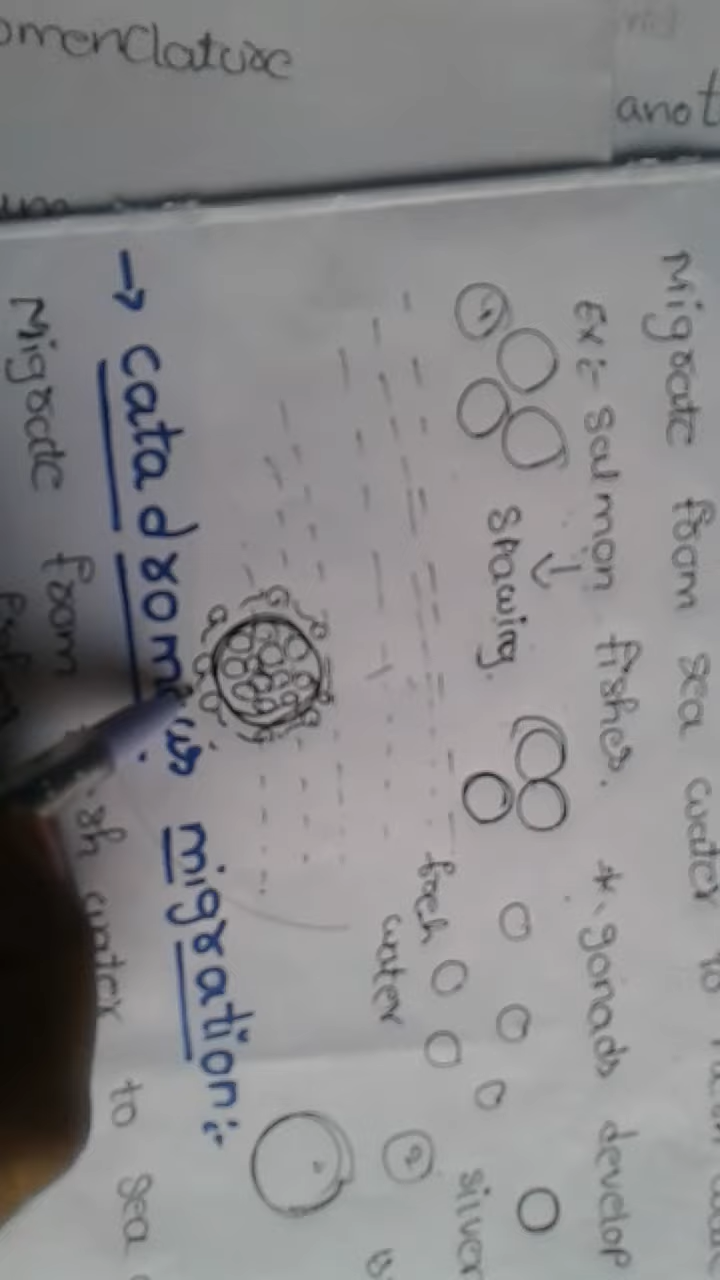 omenclature
anot
Migrate from sea water to
Ex:- salmon fishes. *. gonads develop
↓
spawing.
silver
fresh
water
→ catadromous migration:-
Migrate from sh water to sea